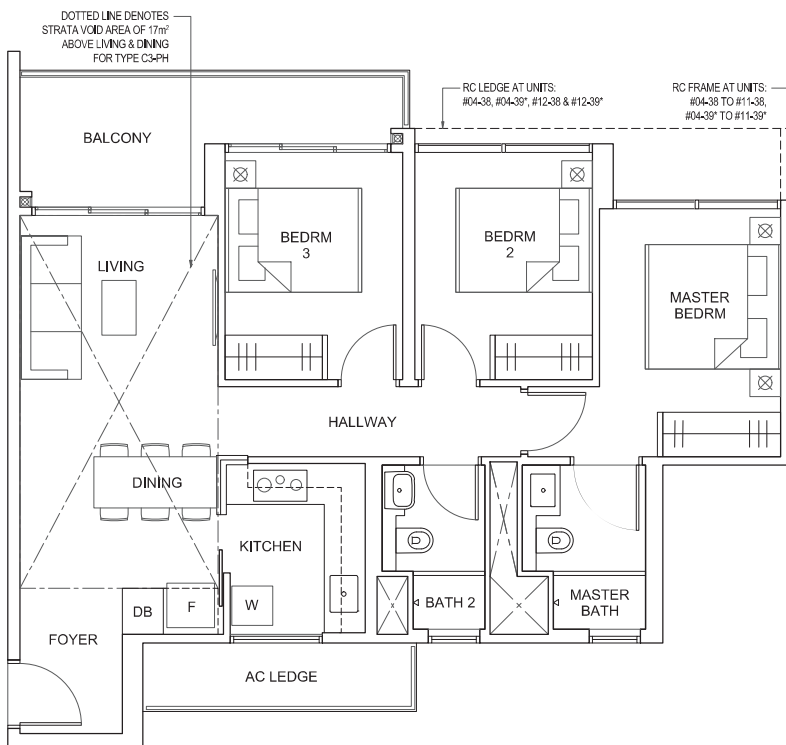 DOTTED LINE DENOTES
STRATA VOID AREA OF 17m²
ABOVE LIVING & DINING
FOR TYPE C3-PH
RC LEDGE AT UNITS:
#04-38, #04-39*, #12-38 & #12-39*
RC FRAME AT UNITS:
#04-38 TO #11-38,
#04-39* TO #11-39*
BALCONY
BEDRM
3
BEDRM
2
LIVING
MASTER
BEDRM
HALLWAY
DINING
KITCHEN
DB
F
W
BATH 2
MASTER
BATH
FOYER
AC LEDGE